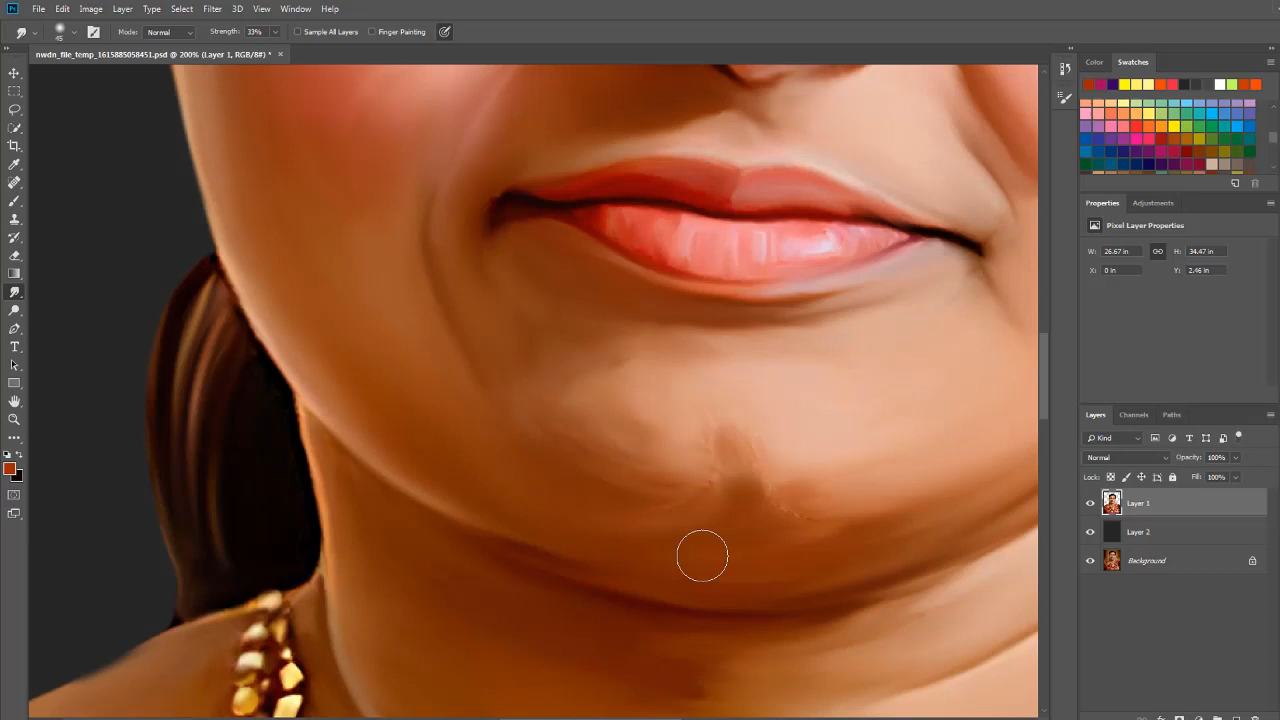 File Edit Image Layer Type Select Filter 3D View Window Help
45 Mode: Normal Strength: 33% Sample All Layers Finger Painting
nwdn_file_temp_1615885058451.psd @ 200% (Layer 1, RGB/8#) * ×
Color Swatches
Properties Adjustments
Pixel Layer Properties
W: 26.67 in H: 34.47 in
X: 0 in Y: 2.46 in
Layers Channels Paths
Kind
Normal Opacity: 100%
Lock: Fill: 100%
Layer 1
Layer 2
Background